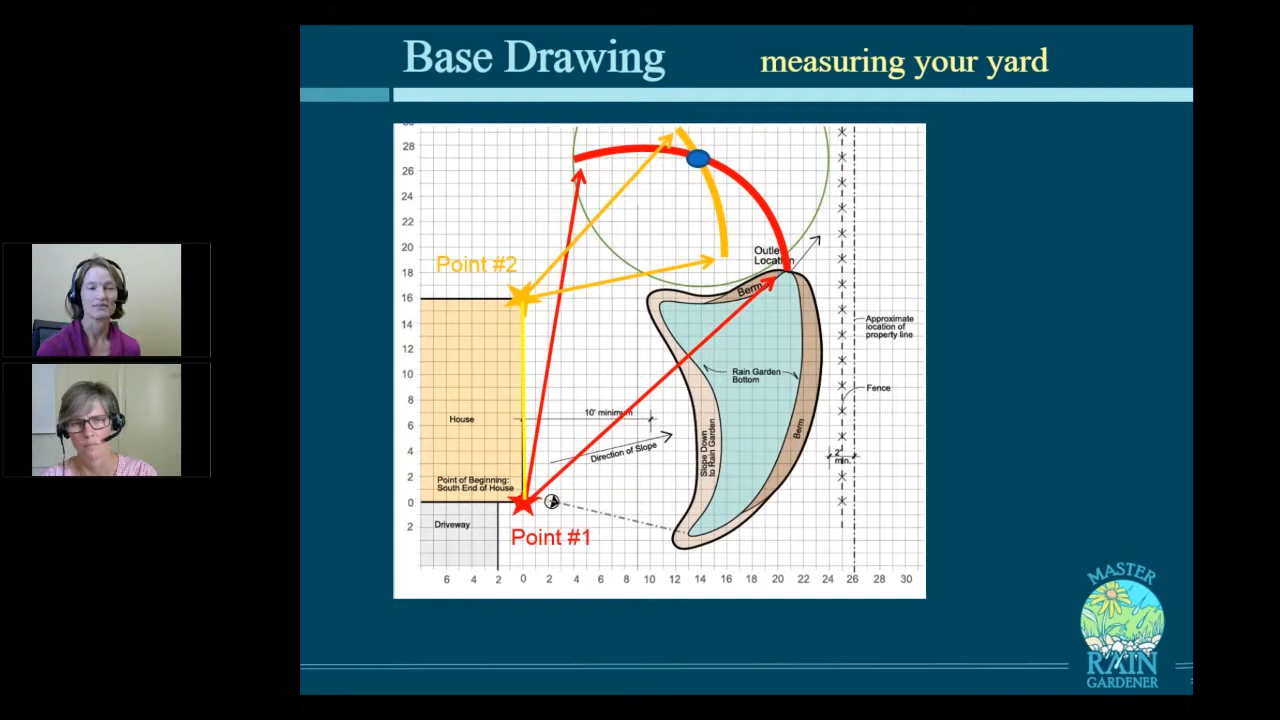 Base Drawing
measuring your yard
28
26
24
22
20
18
16
14
12
10
8
6
4
2
0
2
Point #2
Outlet
Location
Berm
Approximate
location of
property line
Rain Garden
Bottom
Fence
10' minimum
House
Direction of Slope
Slope Down
to Rain Garden
Berm
2'
min.
Point of Beginning:
South End of House
Driveway
Point #1
6 4 2 0 2 4 6 8 10 12 14 16 18 20 22 24 26 28 30
MASTER
RAIN
GARDENER